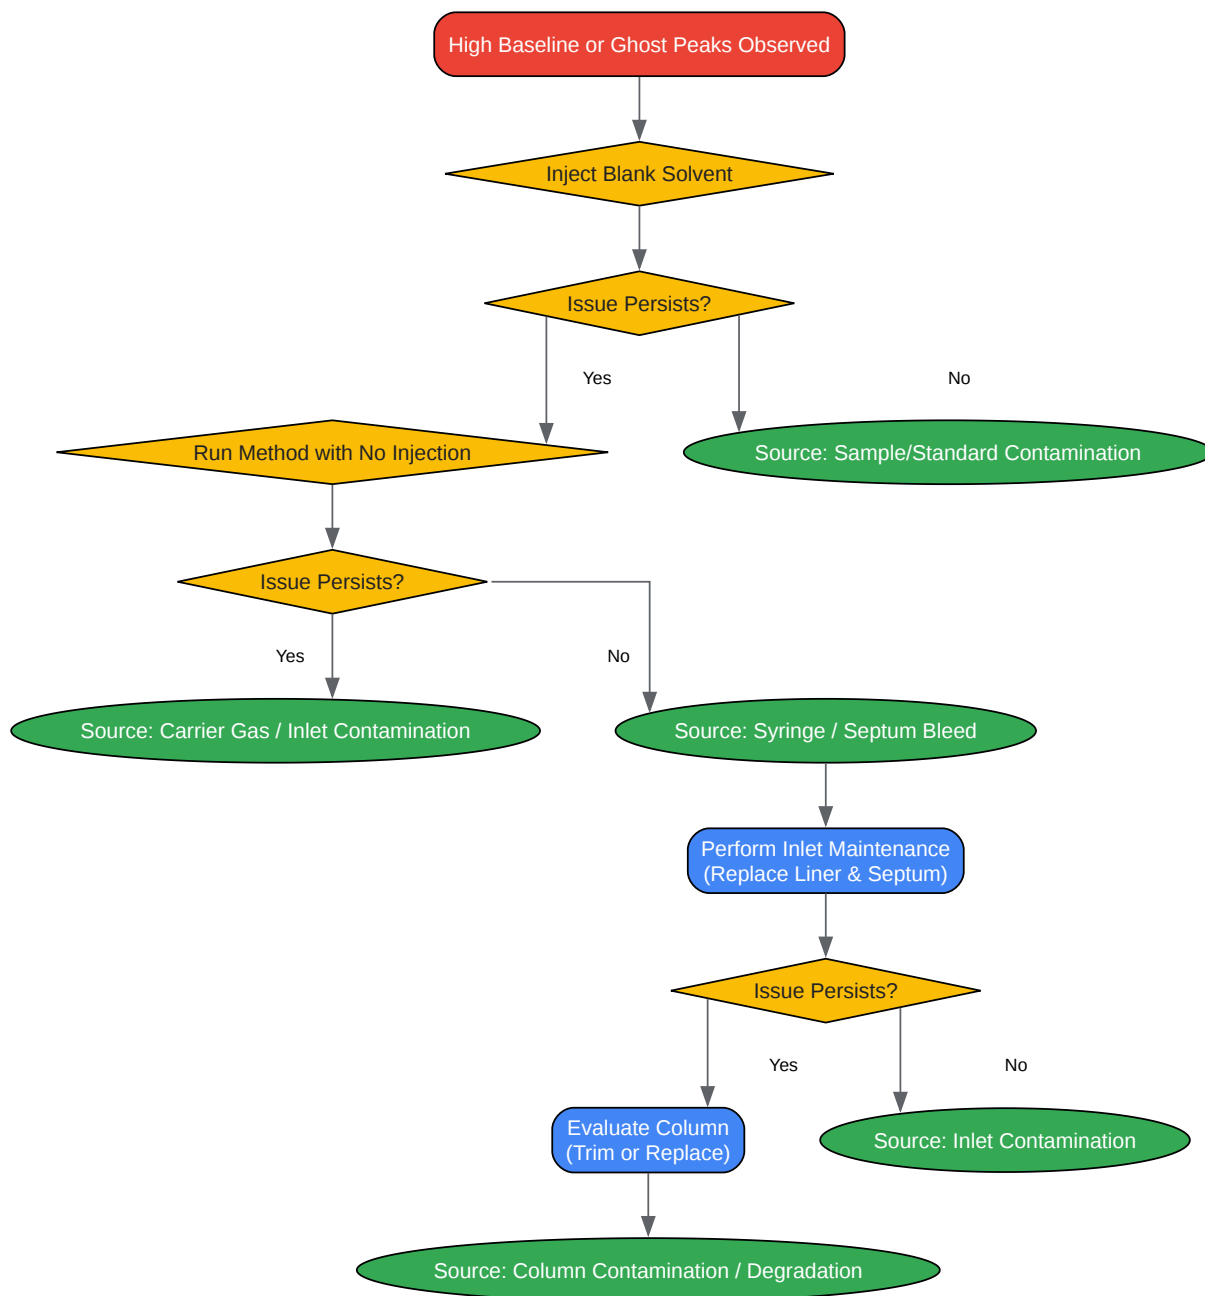 High Baseline or Ghost Peaks Observed
Inject Blank Solvent
Issue Persists?
Yes
No
Run Method with No Injection
Source: Sample/Standard Contamination
Issue Persists?
Yes
No
Source: Carrier Gas / Inlet Contamination
Source: Syringe / Septum Bleed
Perform Inlet Maintenance
(Replace Liner & Septum)
Issue Persists?
Yes
No
Evaluate Column
(Trim or Replace)
Source: Inlet Contamination
Source: Column Contamination / Degradation